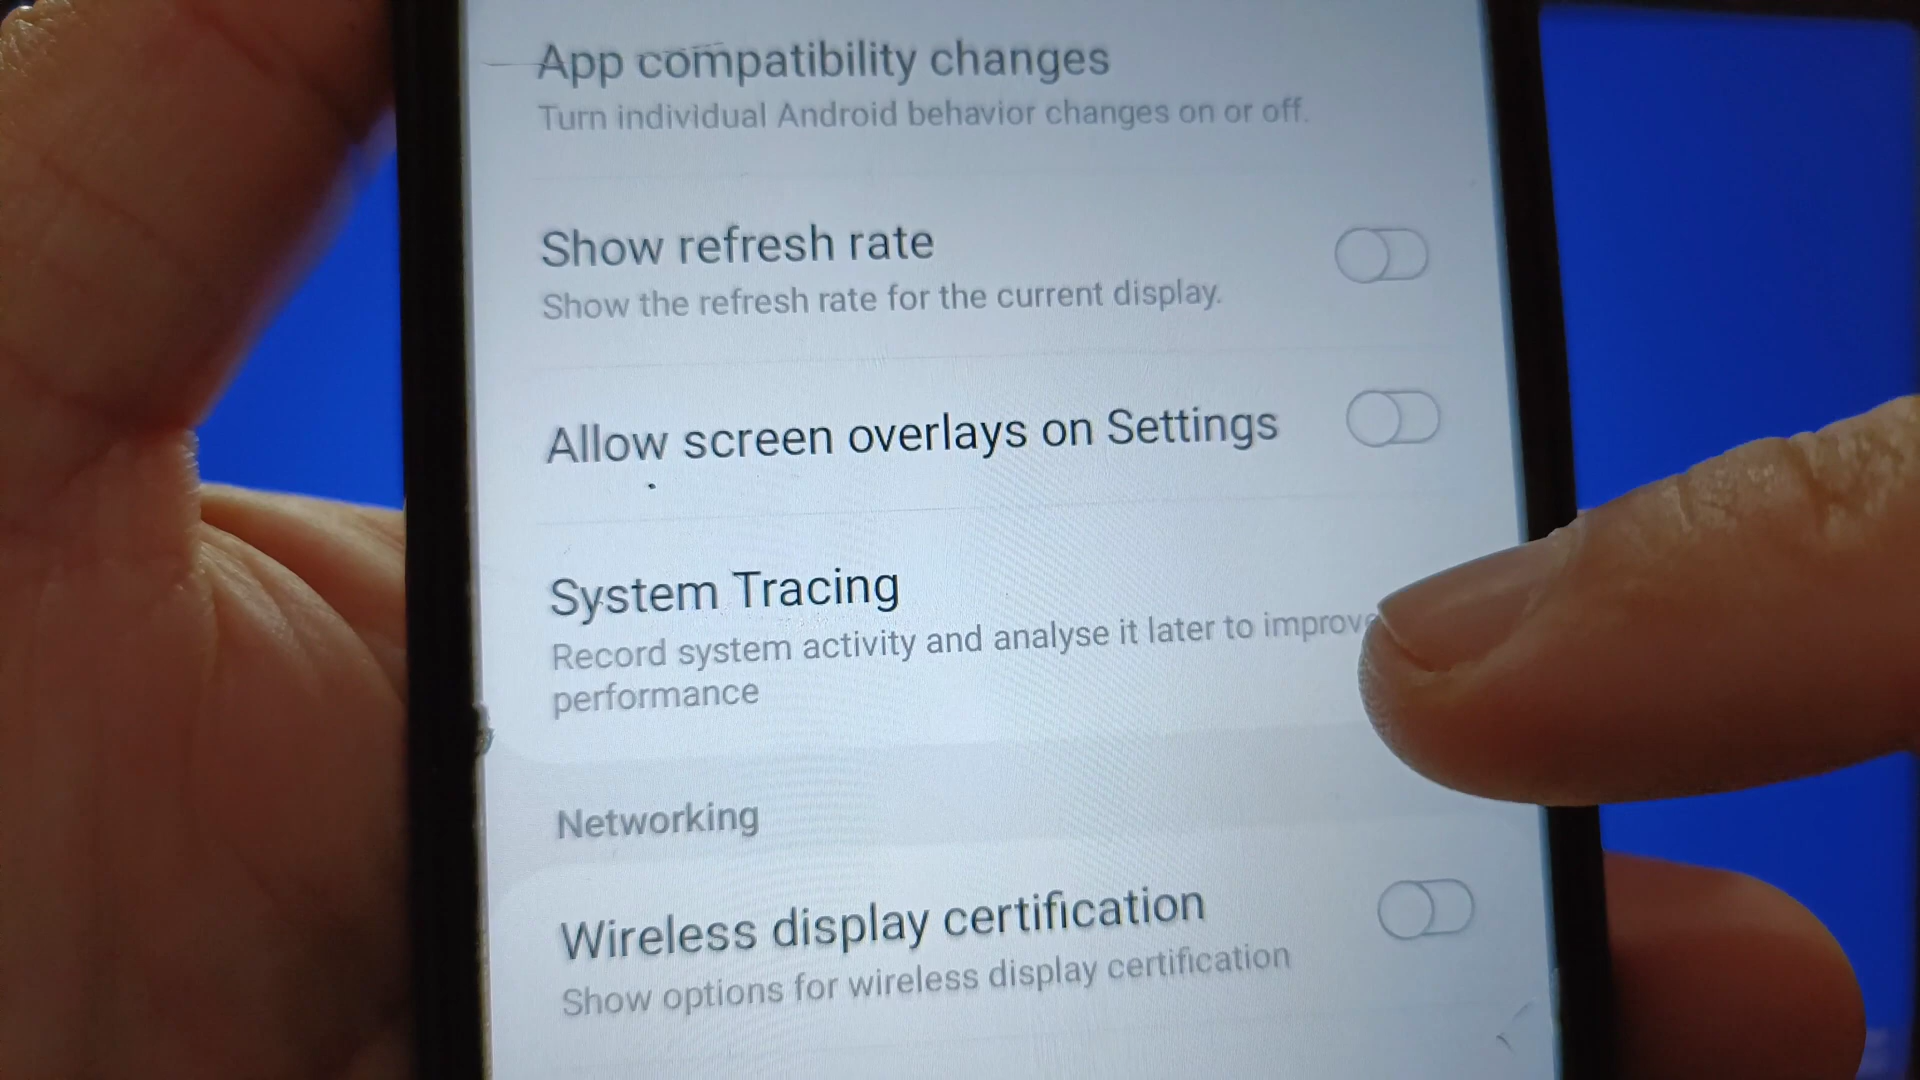 App compatibility changes
Turn individual Android behavior changes on or off.
Show refresh rate
Show the refresh rate for the current display.
Allow screen overlays on Settings
System Tracing
Record system activity and analyse it later to improve
performance
Networking
Wireless display certification
Show options for wireless display certification